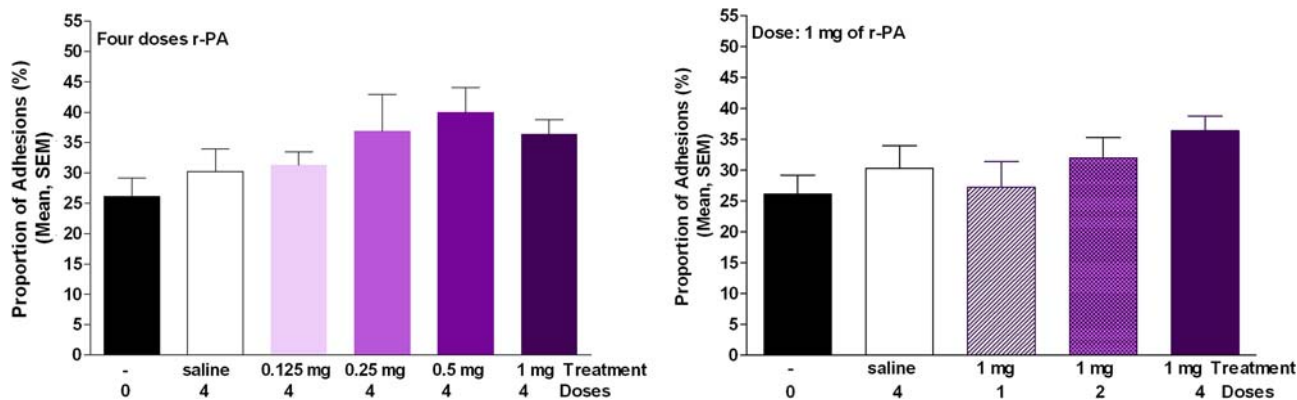 Four doses r-PA
Proportion of Adhesions (%)
(Mean, SEM)
55
50
45
40
35
30
25
20
15
10
5
0
- saline 0.125 mg 0.25 mg 0.5 mg 1 mg Treatment
0 4 4 4 4 4 Doses
Dose: 1 mg of r-PA
Proportion of Adhesions (%)
(Mean, SEM)
55
50
45
40
35
30
25
20
15
10
5
0
- saline 1 mg 1 mg 1 mg Treatment
0 4 1 2 4 Doses